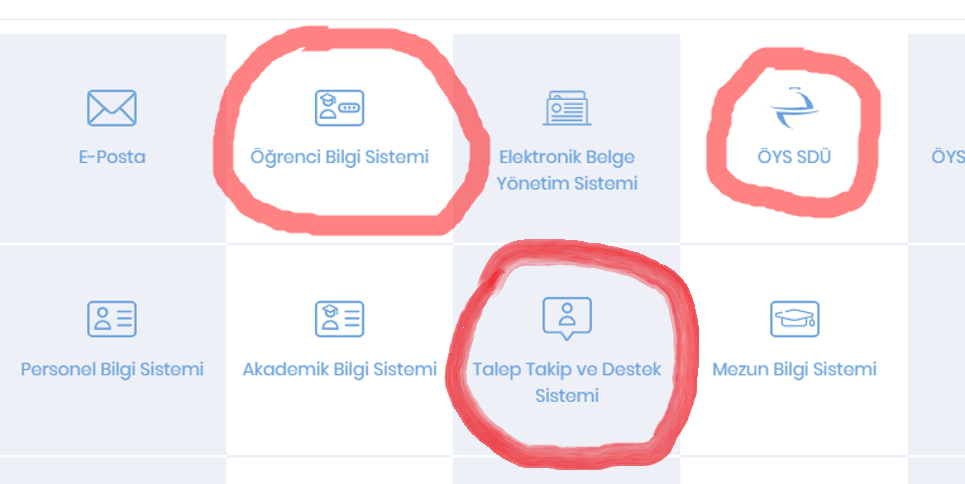 E-Posta
Öğrenci Bilgi Sistemi
Elektronik Belge
Yönetim Sistemi
ÖYS SDÜ
ÖYS
Personel Bilgi Sistemi
Akademik Bilgi Sistemi
Talep Takip ve Destek
Sistemi
Mezun Bilgi Sistemi